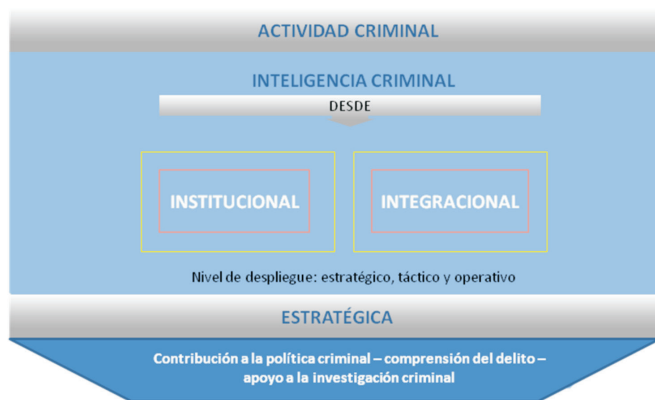 ACTIVIDAD CRIMINAL
INTELIGENCIA CRIMINAL
DESDE
INSTITUCIONAL
INTEGRACIONAL
Nivel de despliegue: estratégico, táctico y operativo
ESTRATÉGICA
Contribución a la política criminal – comprensión del delito –
apoyo a la investigación criminal